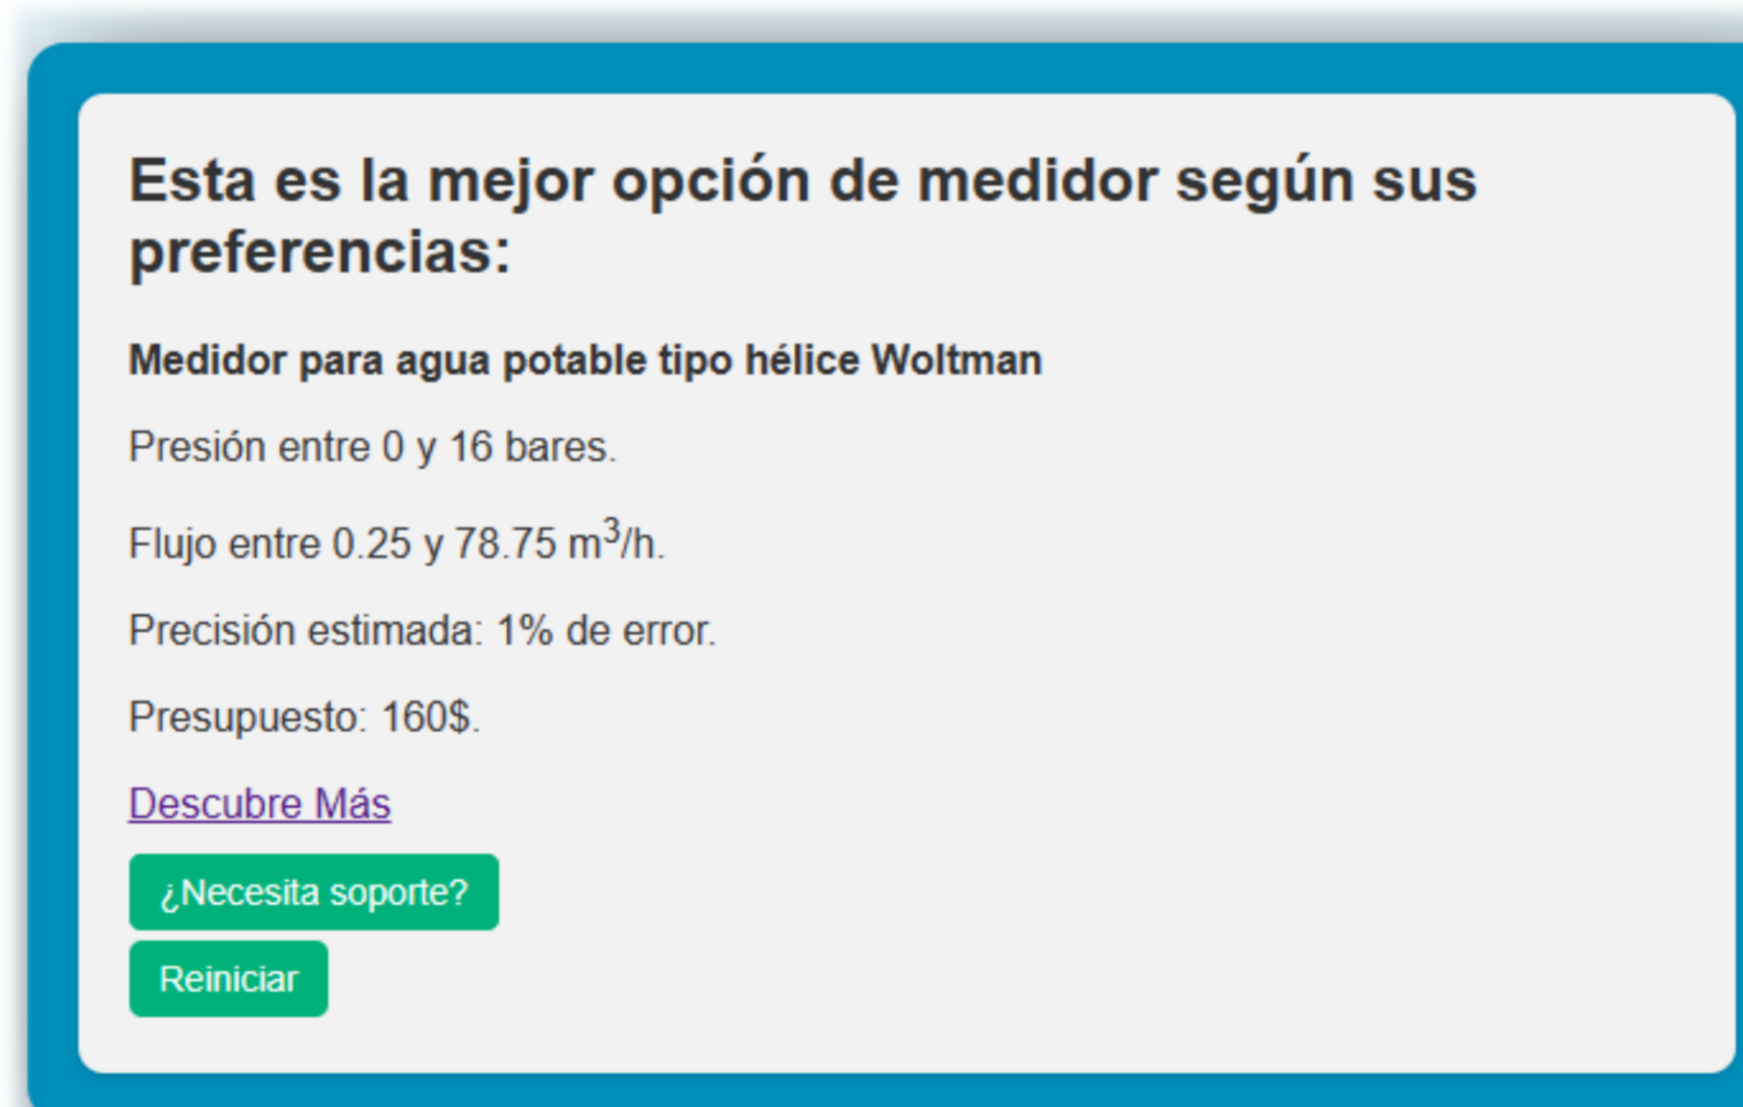 Esta es la mejor opción de medidor según sus
preferencias:
Medidor para agua potable tipo hélice Woltman
Presión entre 0 y 16 bares.
Flujo entre 0.25 y 78.75 m³/h.
Precisión estimada: 1% de error.
Presupuesto: 160$.
Descubre Más
¿Necesita soporte?
Reiniciar